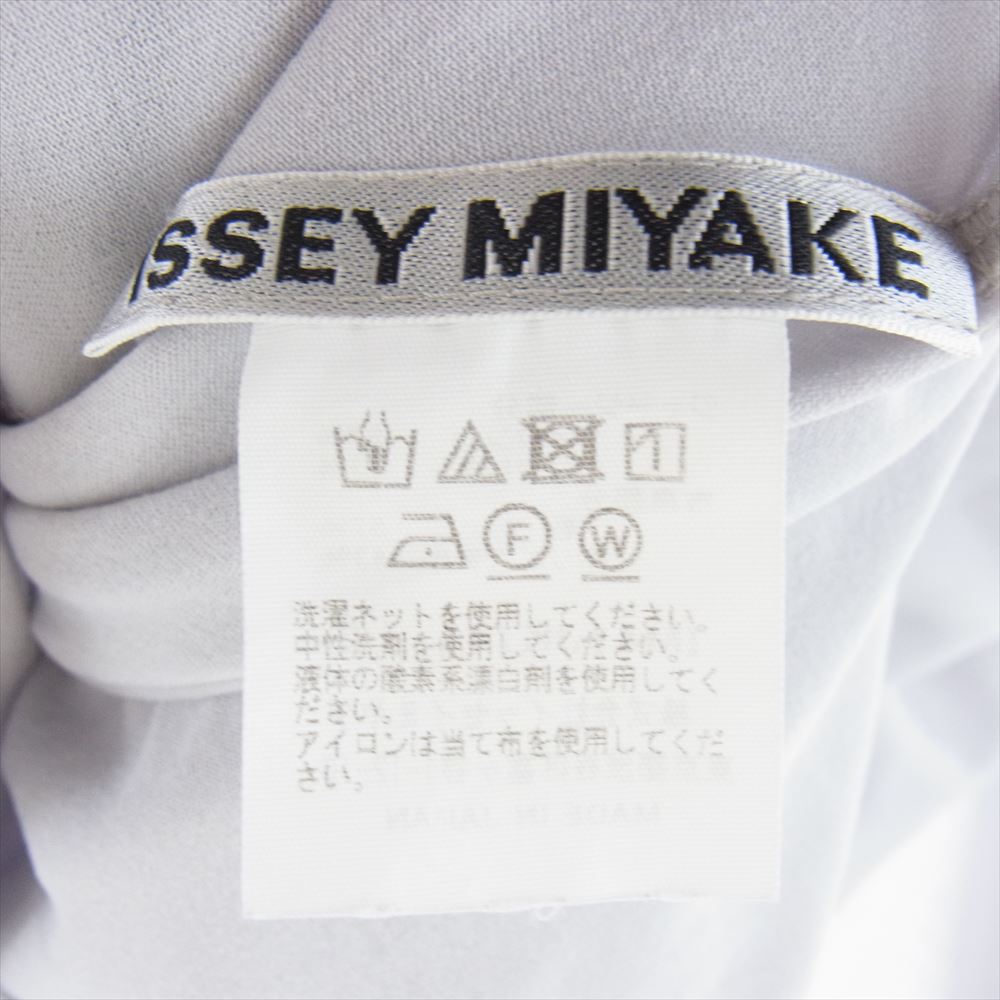 ISSEY MIYAKE
F W
洗濯ネットを使用してください。
中性洗剤を使用してください。
液体の酸素系漂白剤を使用してく
ださい。
アイロンは当て布を使用してくだ
さい。
MADE IN JAPAN